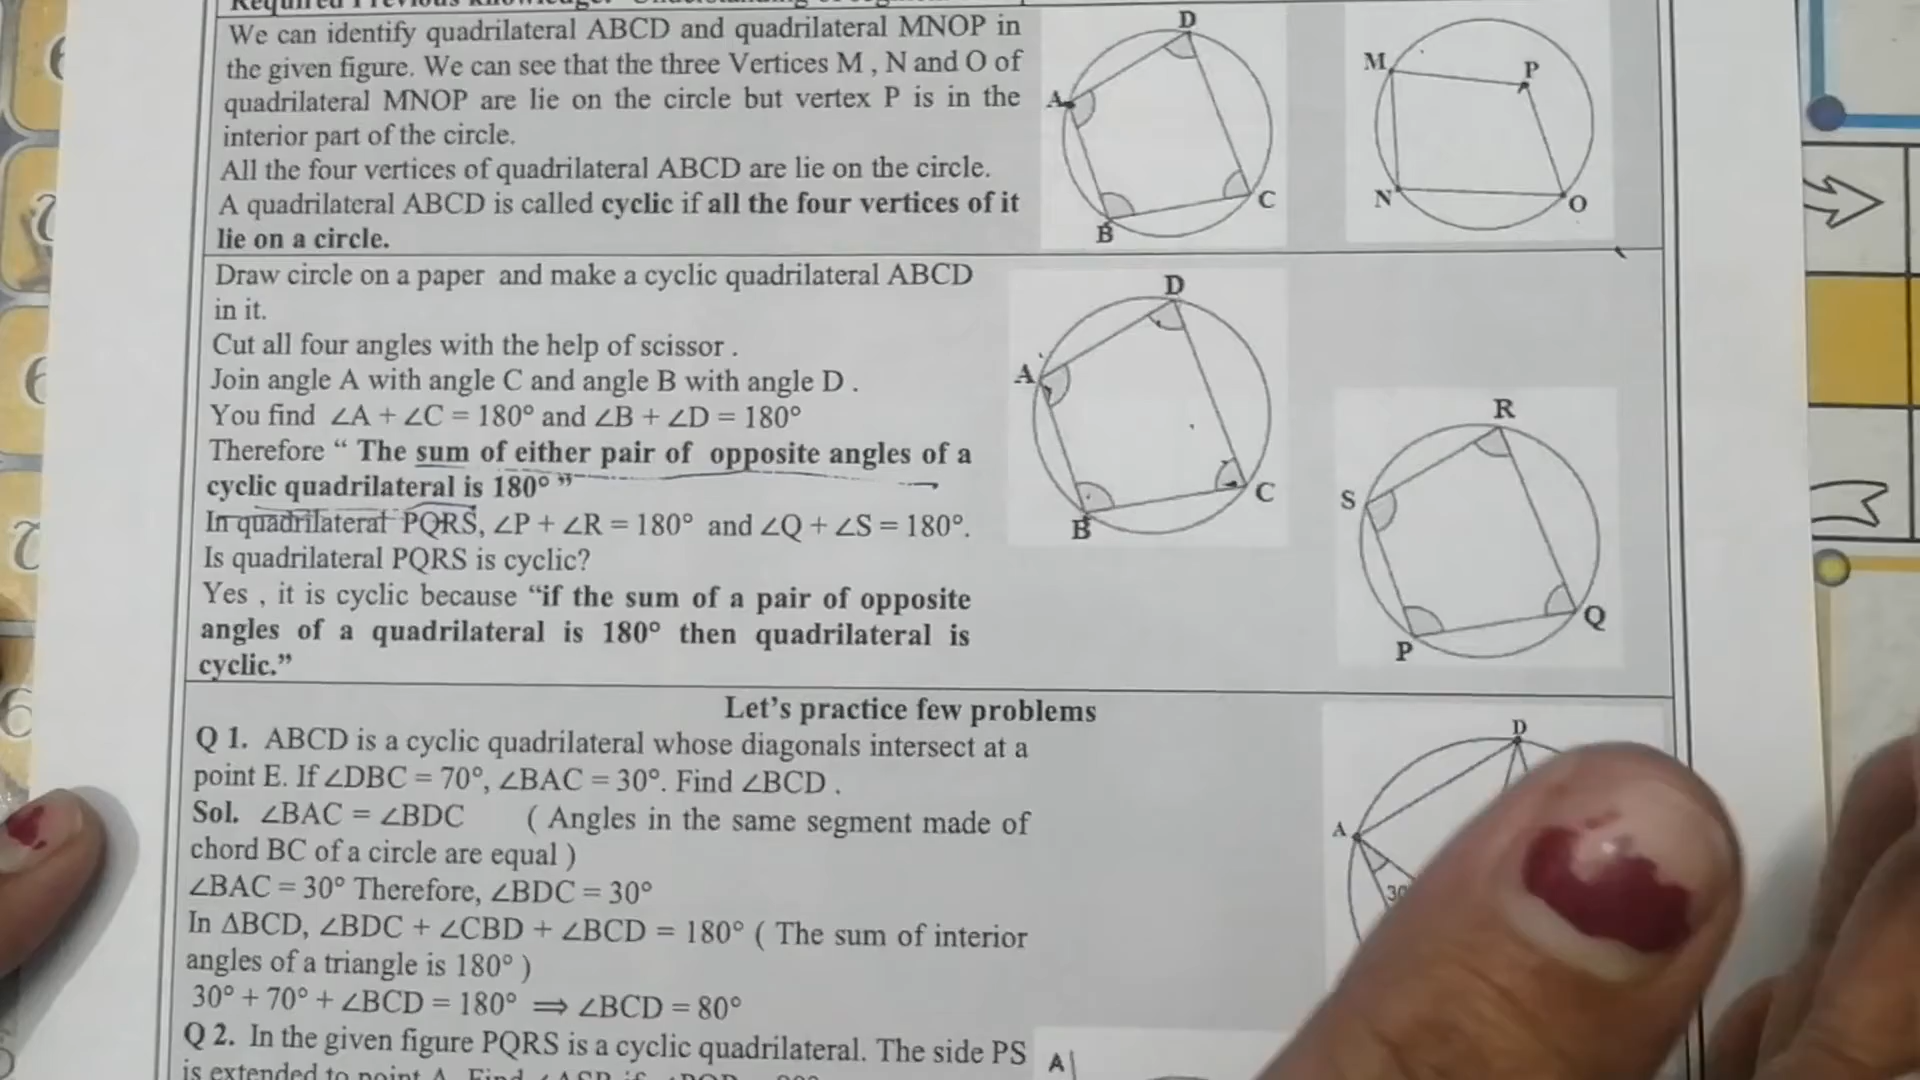 We can identify quadrilateral ABCD and quadrilateral MNOP in
the given figure. We can see that the three Vertices M , N and O of
quadrilateral MNOP are lie on the circle but vertex P is in the
interior part of the circle.
All the four vertices of quadrilateral ABCD are lie on the circle.
A quadrilateral ABCD is called cyclic if all the four vertices of it
lie on a circle.
D
A
C
B
M
P
N
O
Draw circle on a paper and make a cyclic quadrilateral ABCD
in it.
Cut all four angles with the help of scissor .
Join angle A with angle C and angle B with angle D .
You find ∠A + ∠C = 180° and ∠B + ∠D = 180°
Therefore “ The sum of either pair of opposite angles of a
cyclic quadrilateral is 180° ”
In quadrilateral PQRS, ∠P + ∠R = 180° and ∠Q + ∠S = 180°.
Is quadrilateral PQRS is cyclic?
Yes , it is cyclic because “if the sum of a pair of opposite
angles of a quadrilateral is 180° then quadrilateral is
cyclic.”
D
A
C
B
R
S
Q
P
Let’s practice few problems
Q 1. ABCD is a cyclic quadrilateral whose diagonals intersect at a
point E. If ∠DBC = 70°, ∠BAC = 30°. Find ∠BCD .
Sol. ∠BAC = ∠BDC ( Angles in the same segment made of
chord BC of a circle are equal )
∠BAC = 30° Therefore, ∠BDC = 30°
In ΔBCD, ∠BDC + ∠CBD + ∠BCD = 180° ( The sum of interior
angles of a triangle is 180° )
30° + 70° + ∠BCD = 180° ⟹ ∠BCD = 80°
D
A
30
Q 2. In the given figure PQRS is a cyclic quadrilateral. The side PS
is extended to point A. Find
A